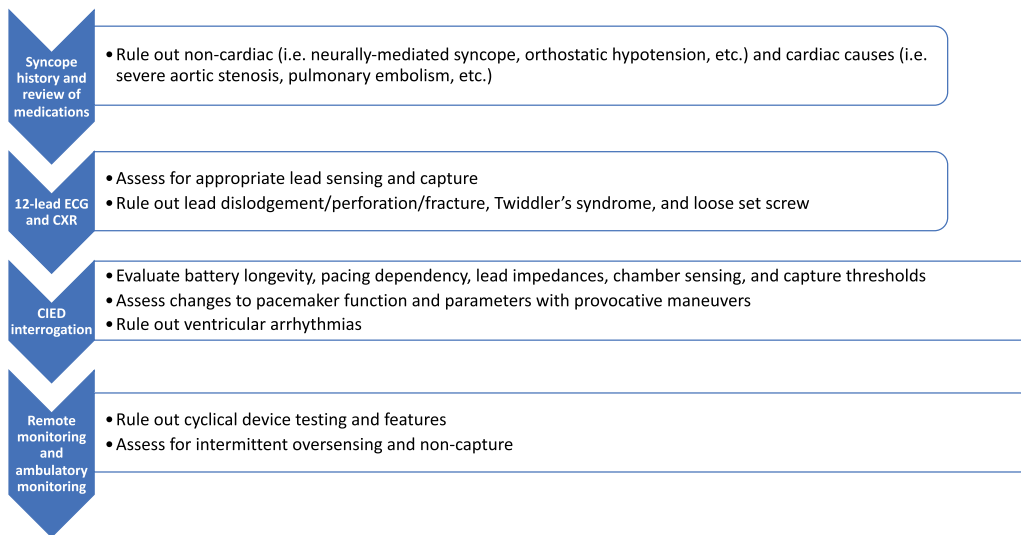 Syncope
history and
review of
medications
• Rule out non-cardiac (i.e. neurally-mediated syncope, orthostatic hypotension, etc.) and cardiac causes (i.e.
severe aortic stenosis, pulmonary embolism, etc.)
12-lead ECG
and CXR
• Assess for appropriate lead sensing and capture
• Rule out lead dislodgement/perforation/fracture, Twiddler’s syndrome, and loose set screw
CIED
interrogation
• Evaluate battery longevity, pacing dependency, lead impedances, chamber sensing, and capture thresholds
• Assess changes to pacemaker function and parameters with provocative maneuvers
• Rule out ventricular arrhythmias
Remote
monitoring
and
ambulatory
monitoring
• Rule out cyclical device testing and features
• Assess for intermittent oversensing and non-capture